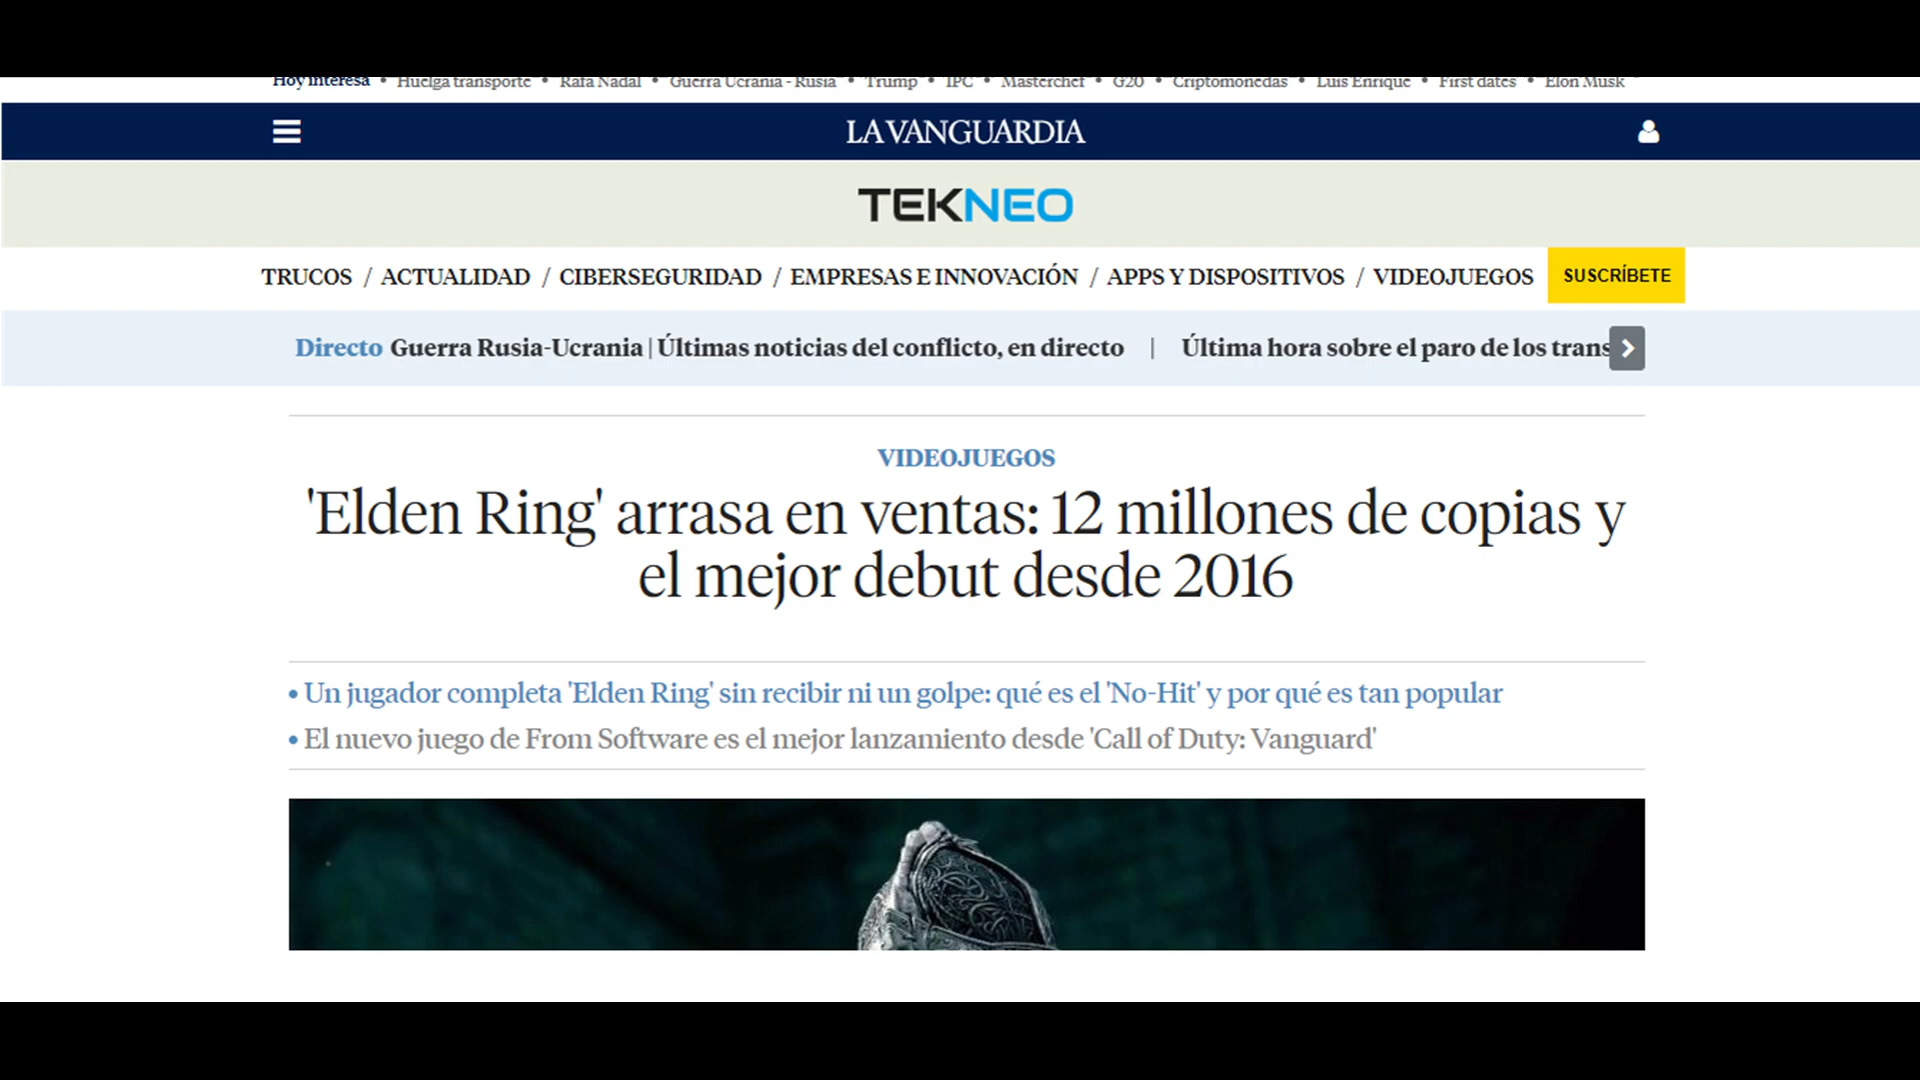 Hoy interesa • Huelga transporte • Rafa Nadal • Guerra Ucrania - Rusia • Trump • IPC • Masterchef • G20 • Criptomonedas • Luis Enrique • First dates • Elon Musk
LA VANGUARDIA
TEKNEO
TRUCOS / ACTUALIDAD / CIBERSEGURIDAD / EMPRESAS E INNOVACIÓN / APPS Y DISPOSITIVOS / VIDEOJUEGOS SUSCRÍBETE
Directo Guerra Rusia-Ucrania | Últimas noticias del conflicto, en directo | Última hora sobre el paro de los trans
VIDEOJUEGOS
'Elden Ring' arrasa en ventas: 12 millones de copias y
el mejor debut desde 2016
• Un jugador completa 'Elden Ring' sin recibir ni un golpe: qué es el 'No-Hit' y por qué es tan popular
• El nuevo juego de From Software es el mejor lanzamiento desde 'Call of Duty: Vanguard'